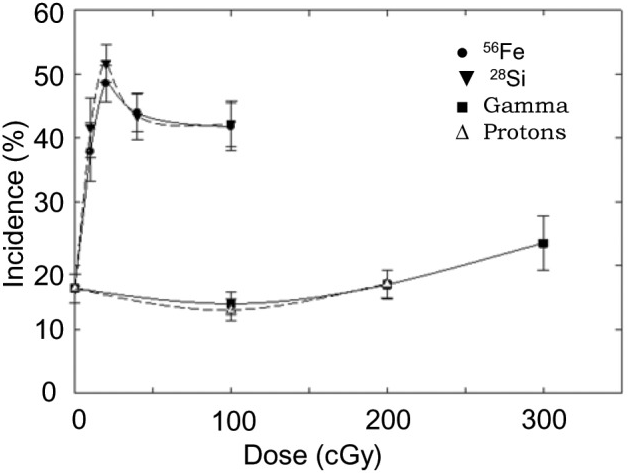 60
50
40
30
20
10
0
Incidence (%)
⁵⁶Fe
²⁸Si
Gamma
Protons
0 100 200 300
Dose (cGy)